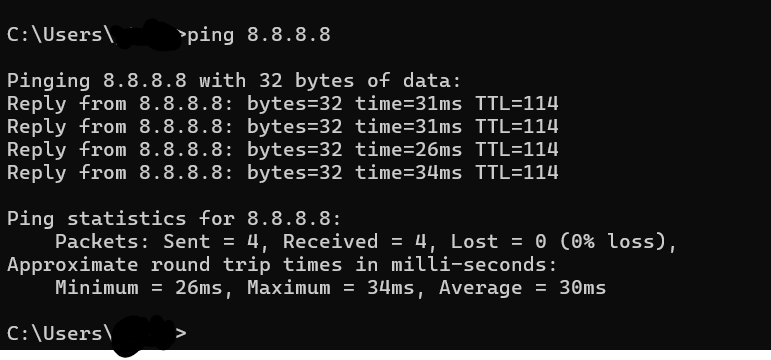 C:\Users\ >ping 8.8.8.8
Pinging 8.8.8.8 with 32 bytes of data:
Reply from 8.8.8.8: bytes=32 time=31ms TTL=114
Reply from 8.8.8.8: bytes=32 time=31ms TTL=114
Reply from 8.8.8.8: bytes=32 time=26ms TTL=114
Reply from 8.8.8.8: bytes=32 time=34ms TTL=114
Ping statistics for 8.8.8.8:
    Packets: Sent = 4, Received = 4, Lost = 0 (0% loss),
Approximate round trip times in milli-seconds:
    Minimum = 26ms, Maximum = 34ms, Average = 30ms
C:\Users\ >